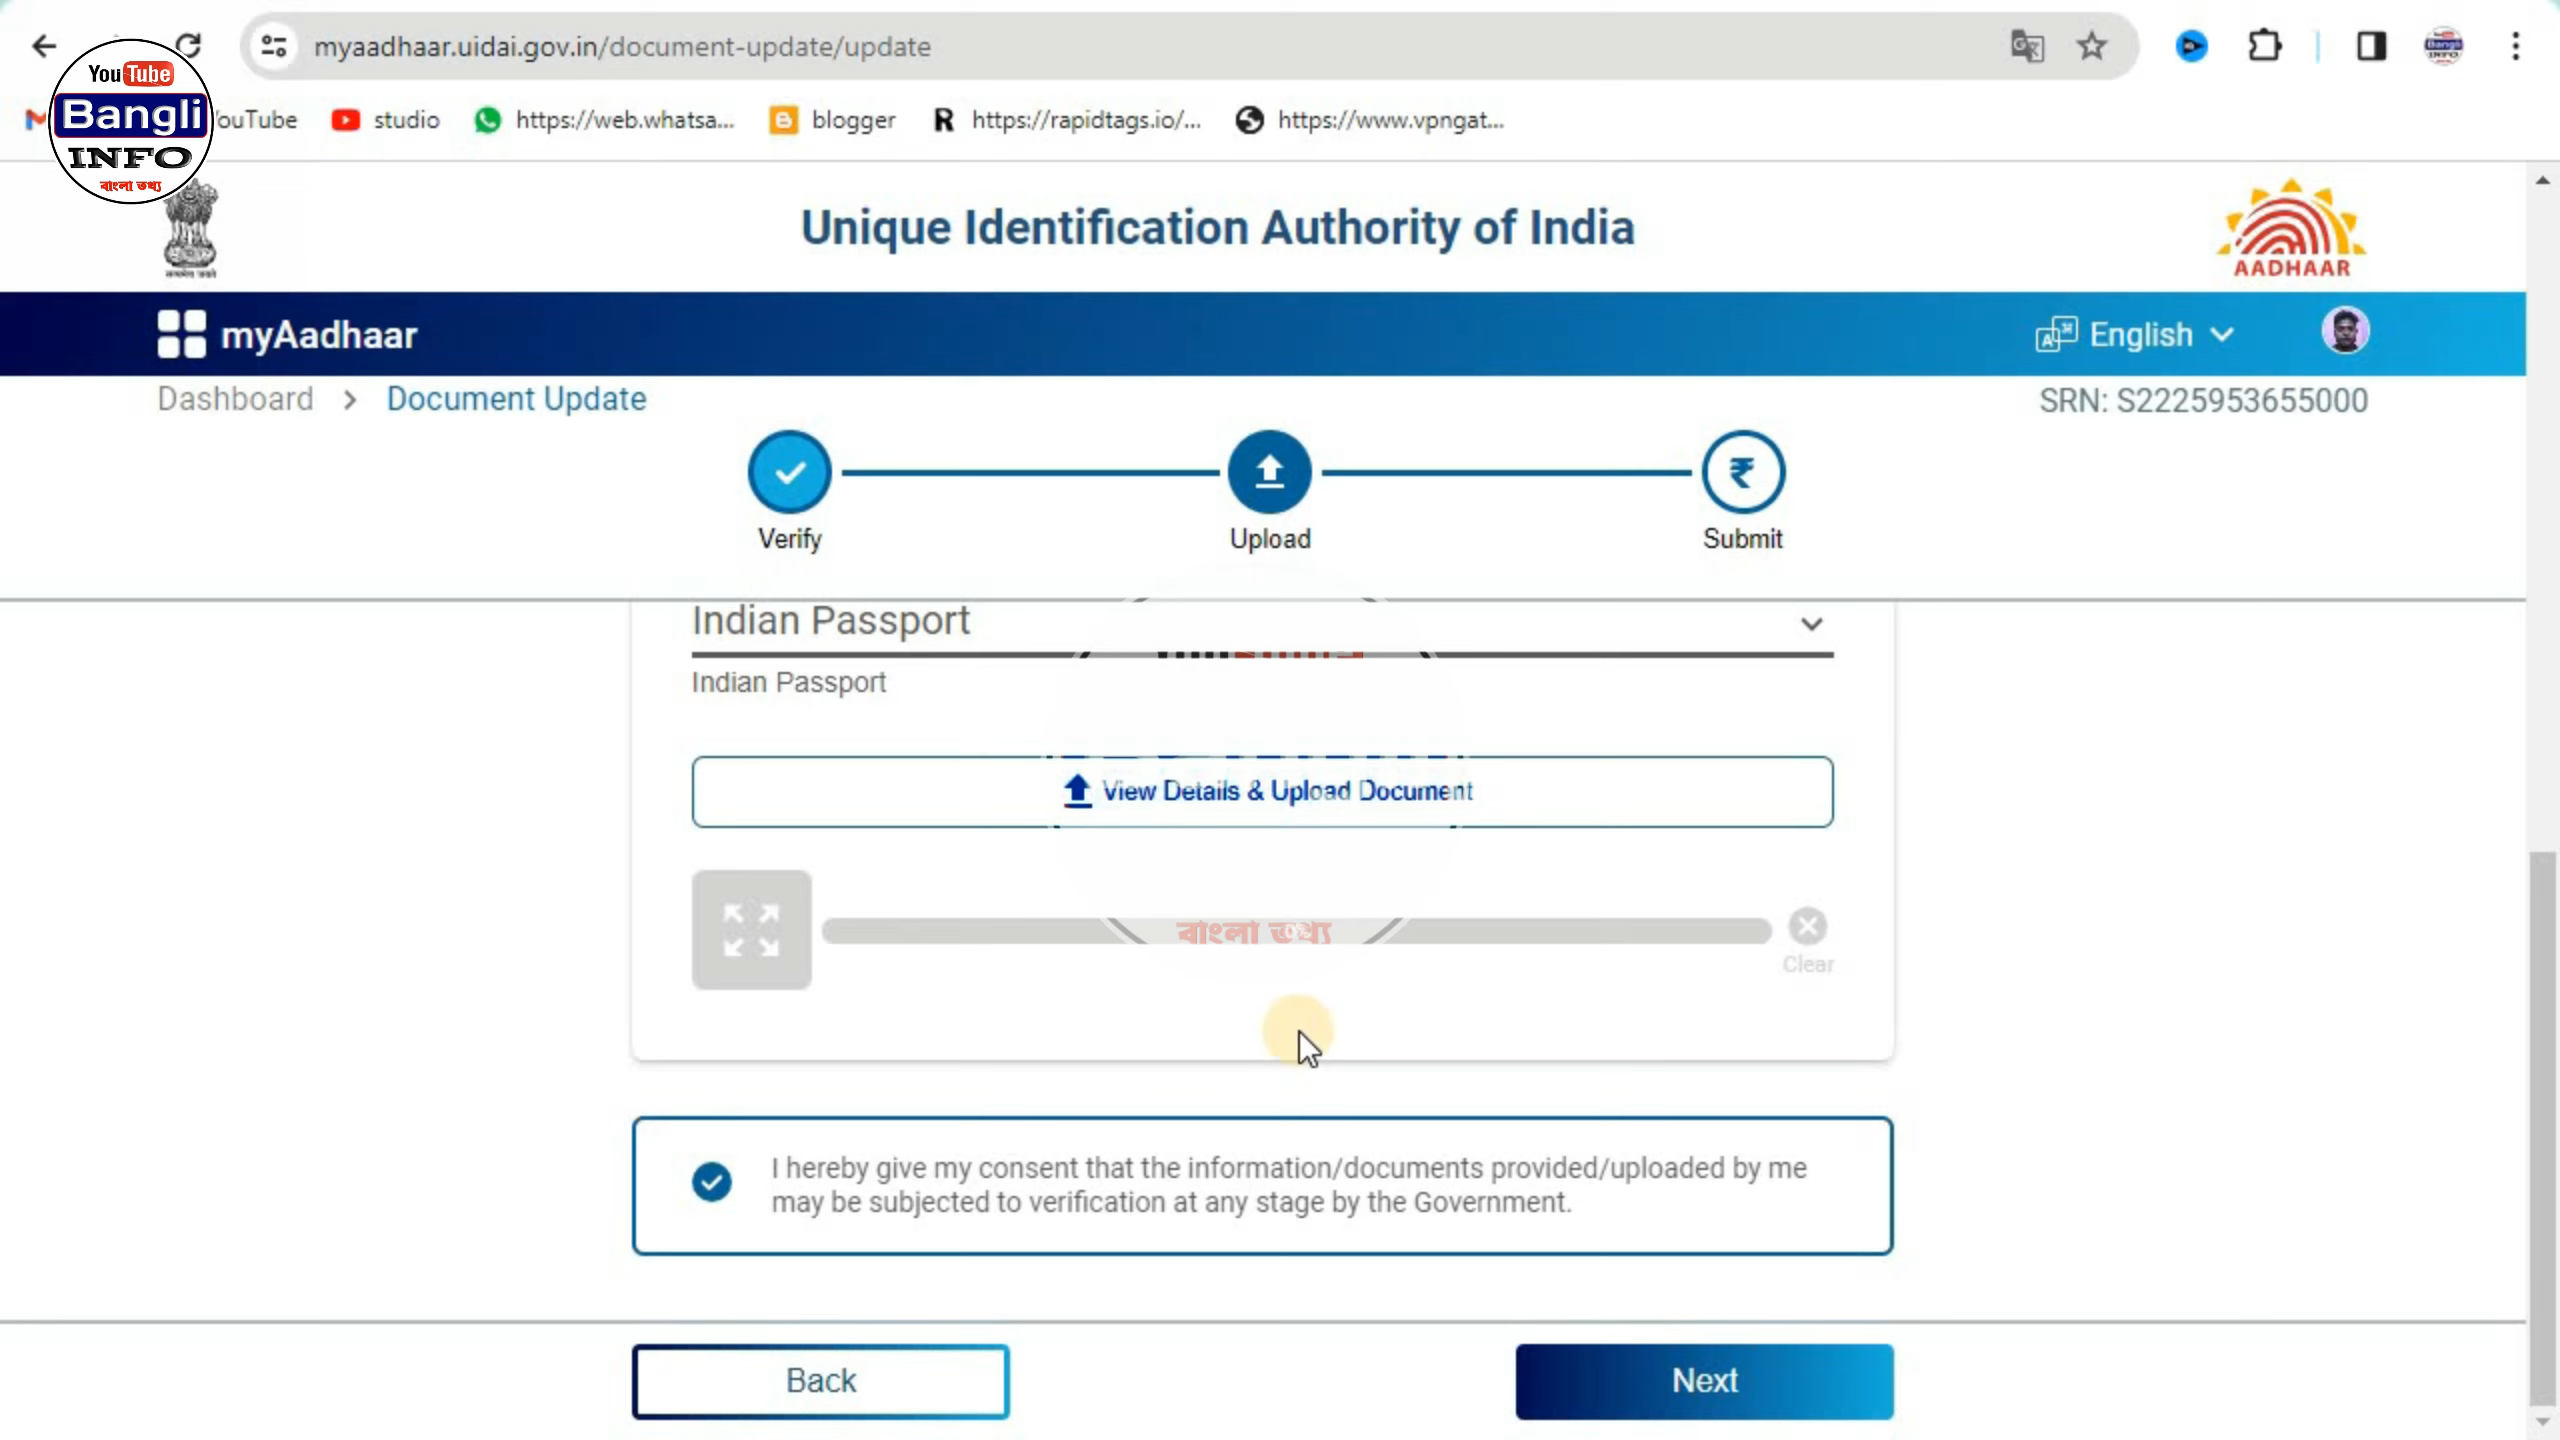 myaadhaar.uidai.gov.in/document-update/update
YouTube
Bangli
INFO
বাংলা তথ্য
ouTube
studio
https://web.whatsa...
blogger
https://rapidtags.io/...
https://www.vpngat...
Unique Identification Authority of India
AADHAAR
myAadhaar
English
Dashboard > Document Update
SRN: S2225953655000
Verify
Upload
Submit
Indian Passport
Indian Passport
View Details & Upload Document
বাংলা তথ্য
Clear
I hereby give my consent that the information/documents provided/uploaded by me
may be subjected to verification at any stage by the Government.
Back
Next